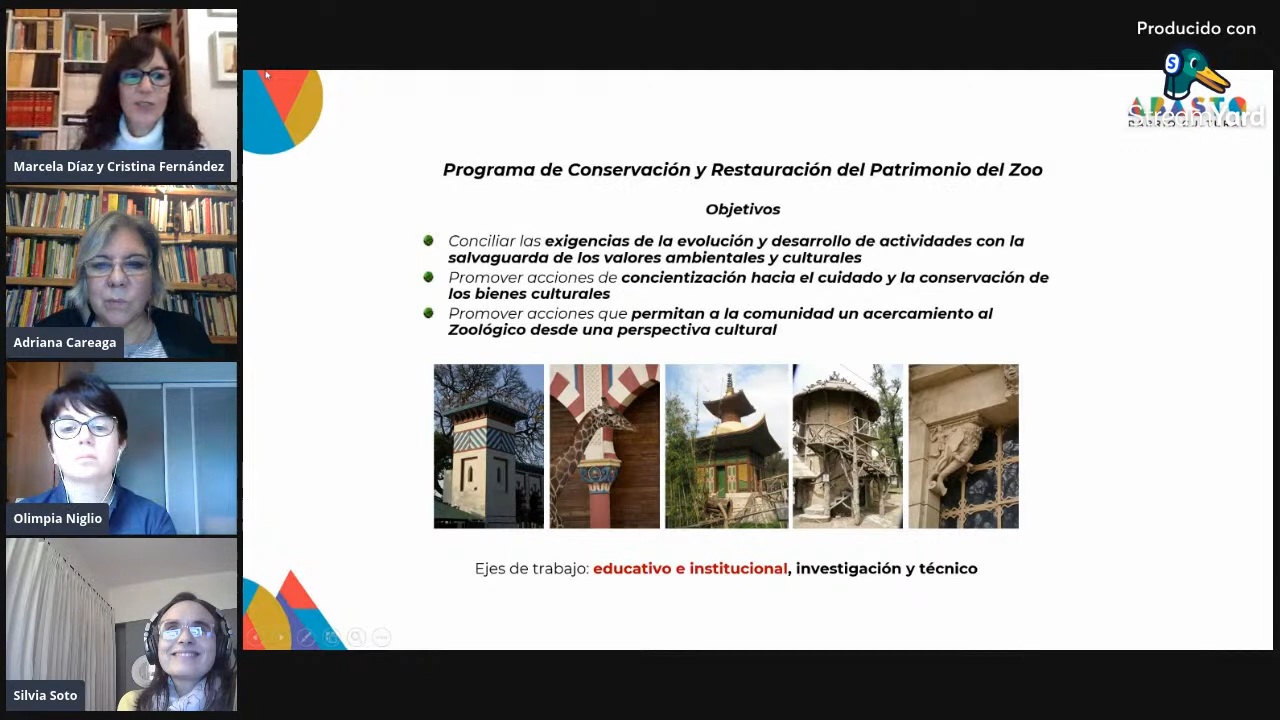 Producido con
StreamYard
ABASTO
BARRIO CULTURAL
Marcela Díaz y Cristina Fernández
Adriana Careaga
Olimpia Niglio
Silvia Soto
Programa de Conservación y Restauración del Patrimonio del Zoo
Objetivos
Conciliar las exigencias de la evolución y desarrollo de actividades con la
salvaguarda de los valores ambientales y culturales
Promover acciones de concientización hacia el cuidado y la conservación de
los bienes culturales
Promover acciones que permitan a la comunidad un acercamiento al
Zoológico desde una perspectiva cultural
Ejes de trabajo: educativo e institucional, investigación y técnico